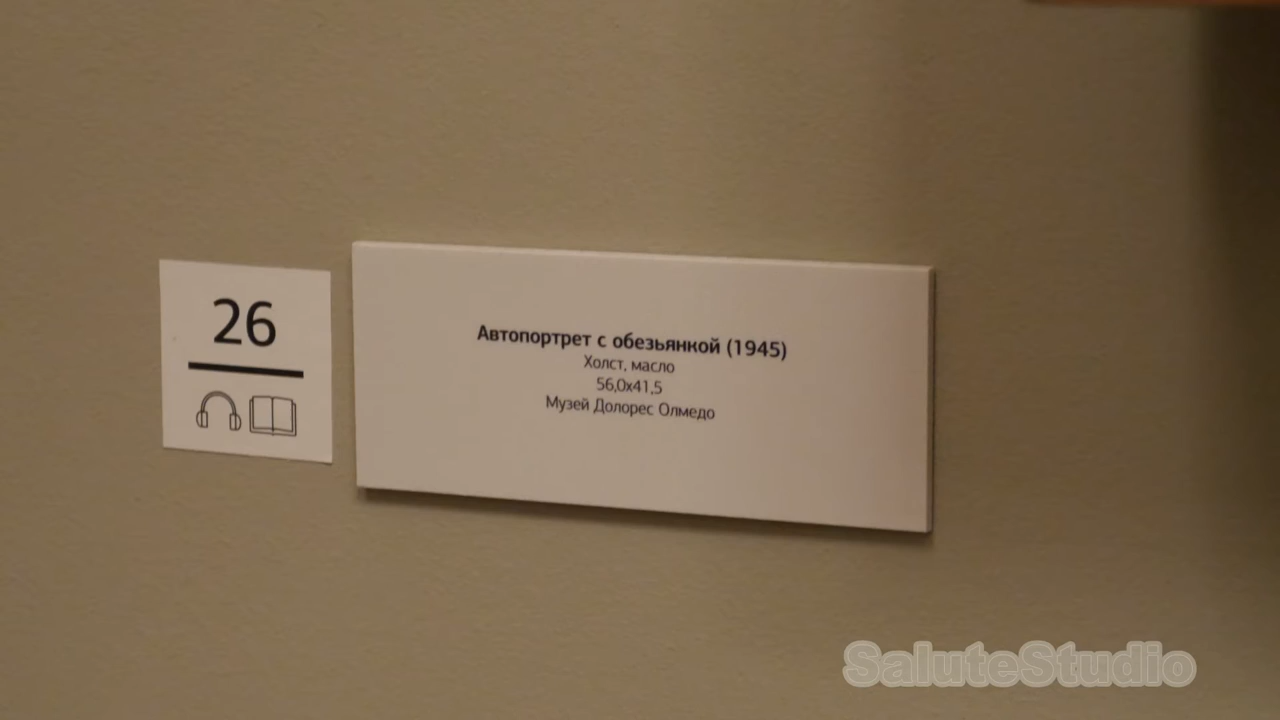 26
Автопортрет с обезьянкой (1945)
Холст, масло
56,0x41,5
Музей Долорес Олмедо
SaluteStudio